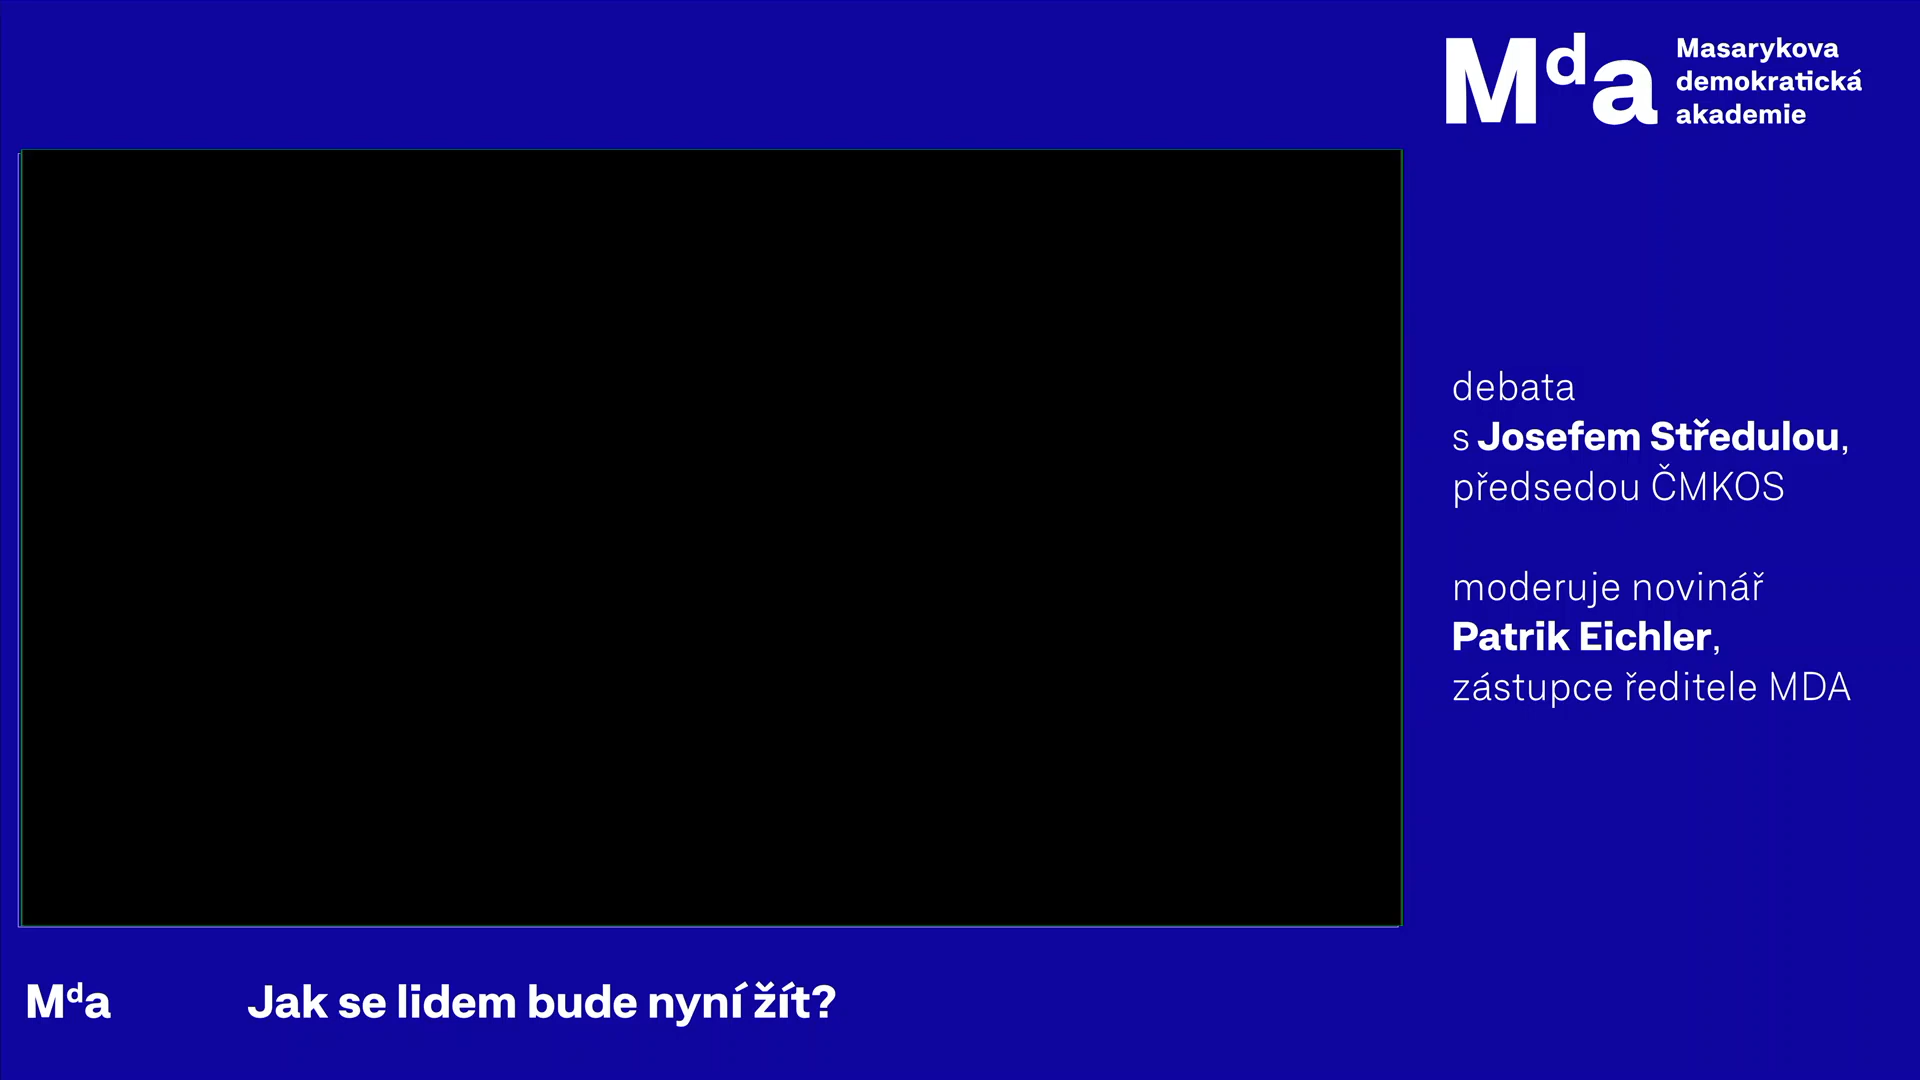 Mda
Masarykova
demokratická
akademie
debata
s Josefem Středulou,
předsedou ČMKOS
moderuje novinář
Patrik Eichler,
zástupce ředitele MDA
Mda
Jak se lidem bude nyní žít?